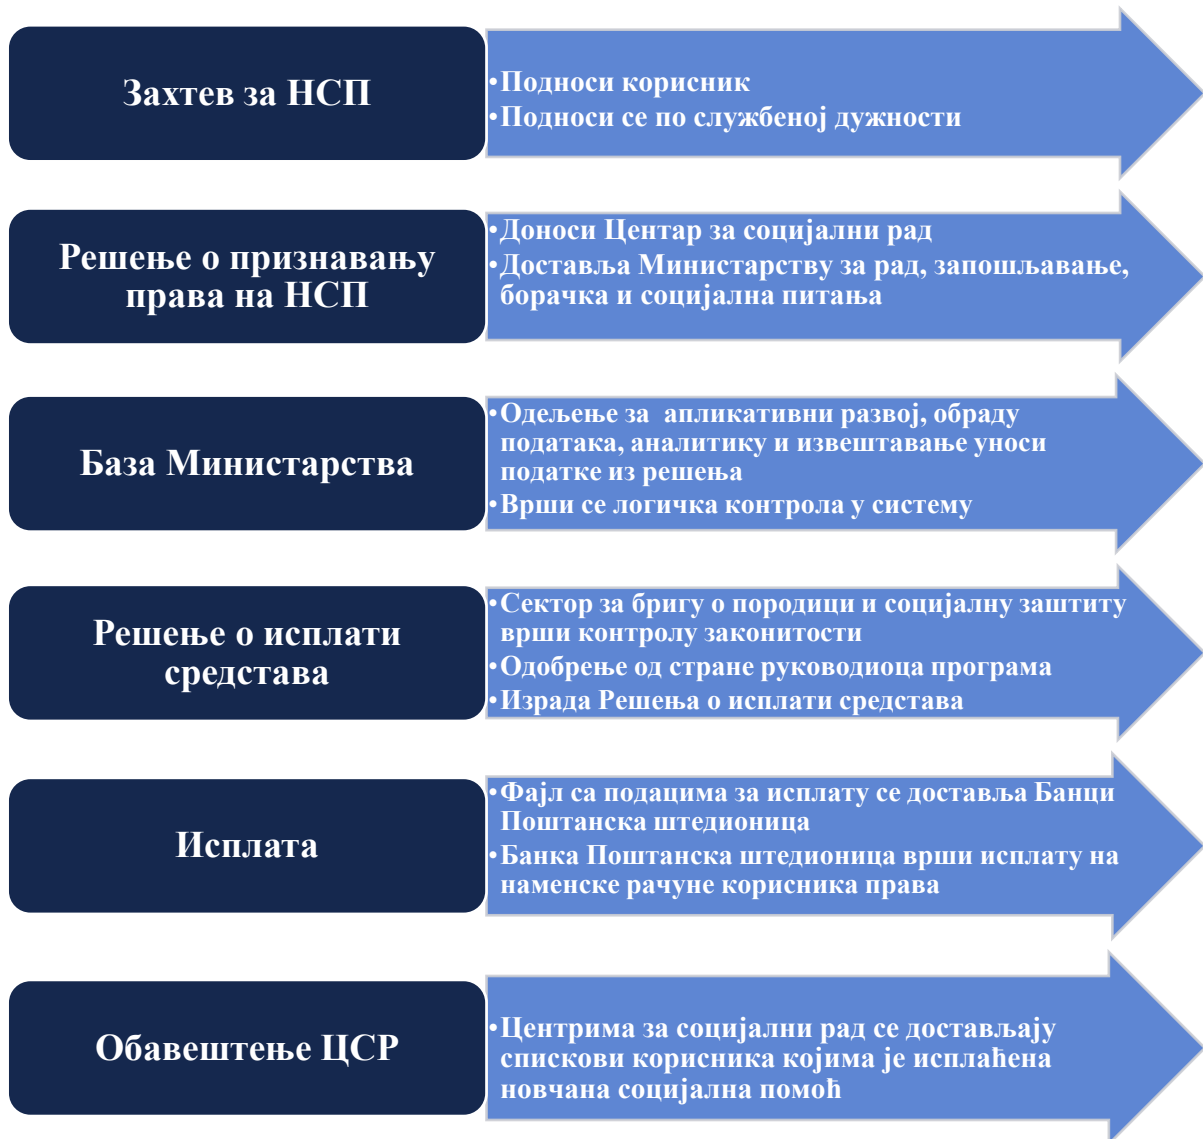 Захтев за НСП
•Подноси корисник
•Подноси се по службеној дужности
Решење о признавању
права на НСП
•Доноси Центар за социјални рад
•Доставља Министарству за рад, запошљавање,
борачка и социјална питања
База Министарства
•Одељење за апликативни развој, обраду
података, аналитику и извештавање уноси
податке из решења
•Врши се логичка контрола у систему
Решење о исплати
средстава
•Сектор за бригу о породици и социјалну заштиту
врши контролу законитости
•Одобрење од стране руководиоца програма
•Израда Решења о исплати средстава
Исплата
•Фајл са подацима за исплату се доставља Банци
Поштанска штедионица
•Банка Поштанска штедионица врши исплату на
наменске рачуне корисника права
Обавештење ЦСР
•Центрима за социјални рад се достављају
спискови корисника којима је исплаћена
новчана социјална помоћ